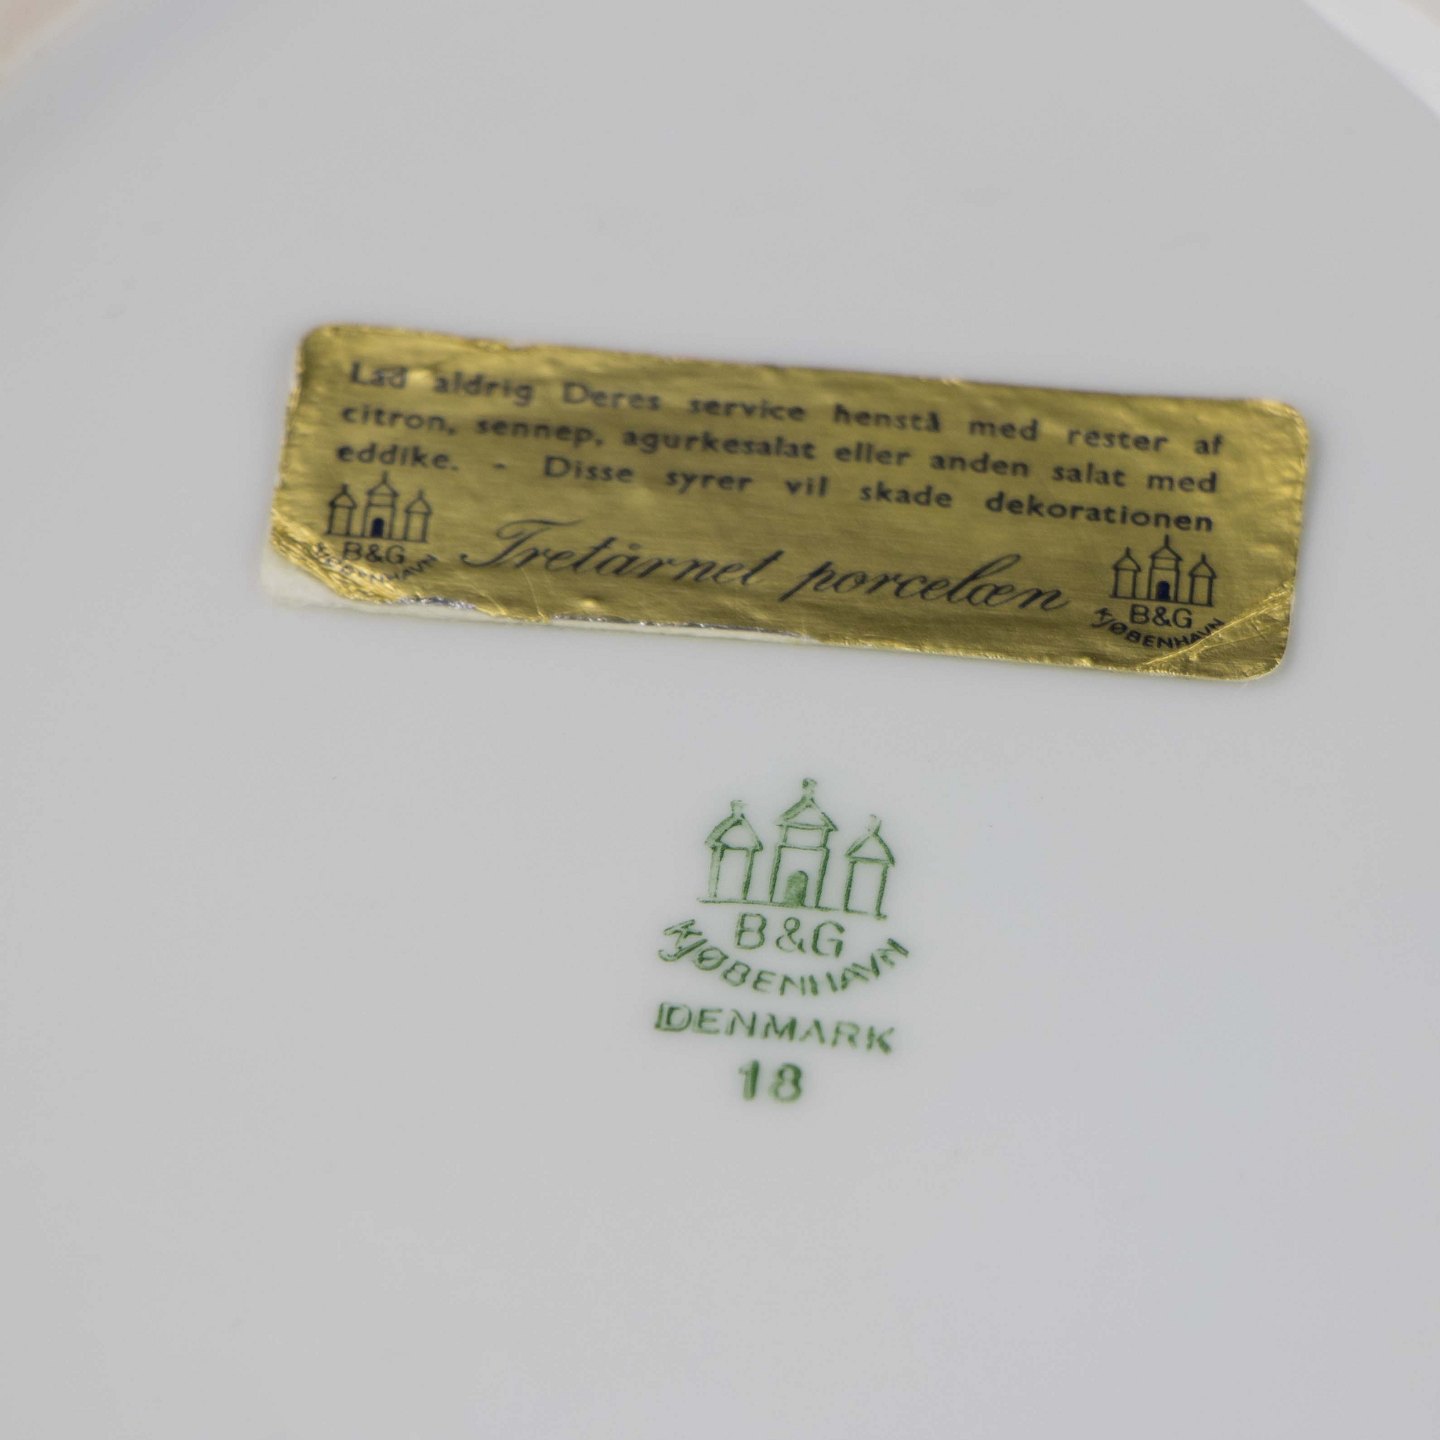 Lad aldrig Deres service henstå med rester af
citron, sennep, agurkesalat eller anden salat med
eddike. - Disse syrer vil skade dekorationen
B&G
KJØBENHAVN
Tretårnet porcelæn
B&G
KJØBENHAVN
B&G
KJØBENHAVN
DENMARK
18